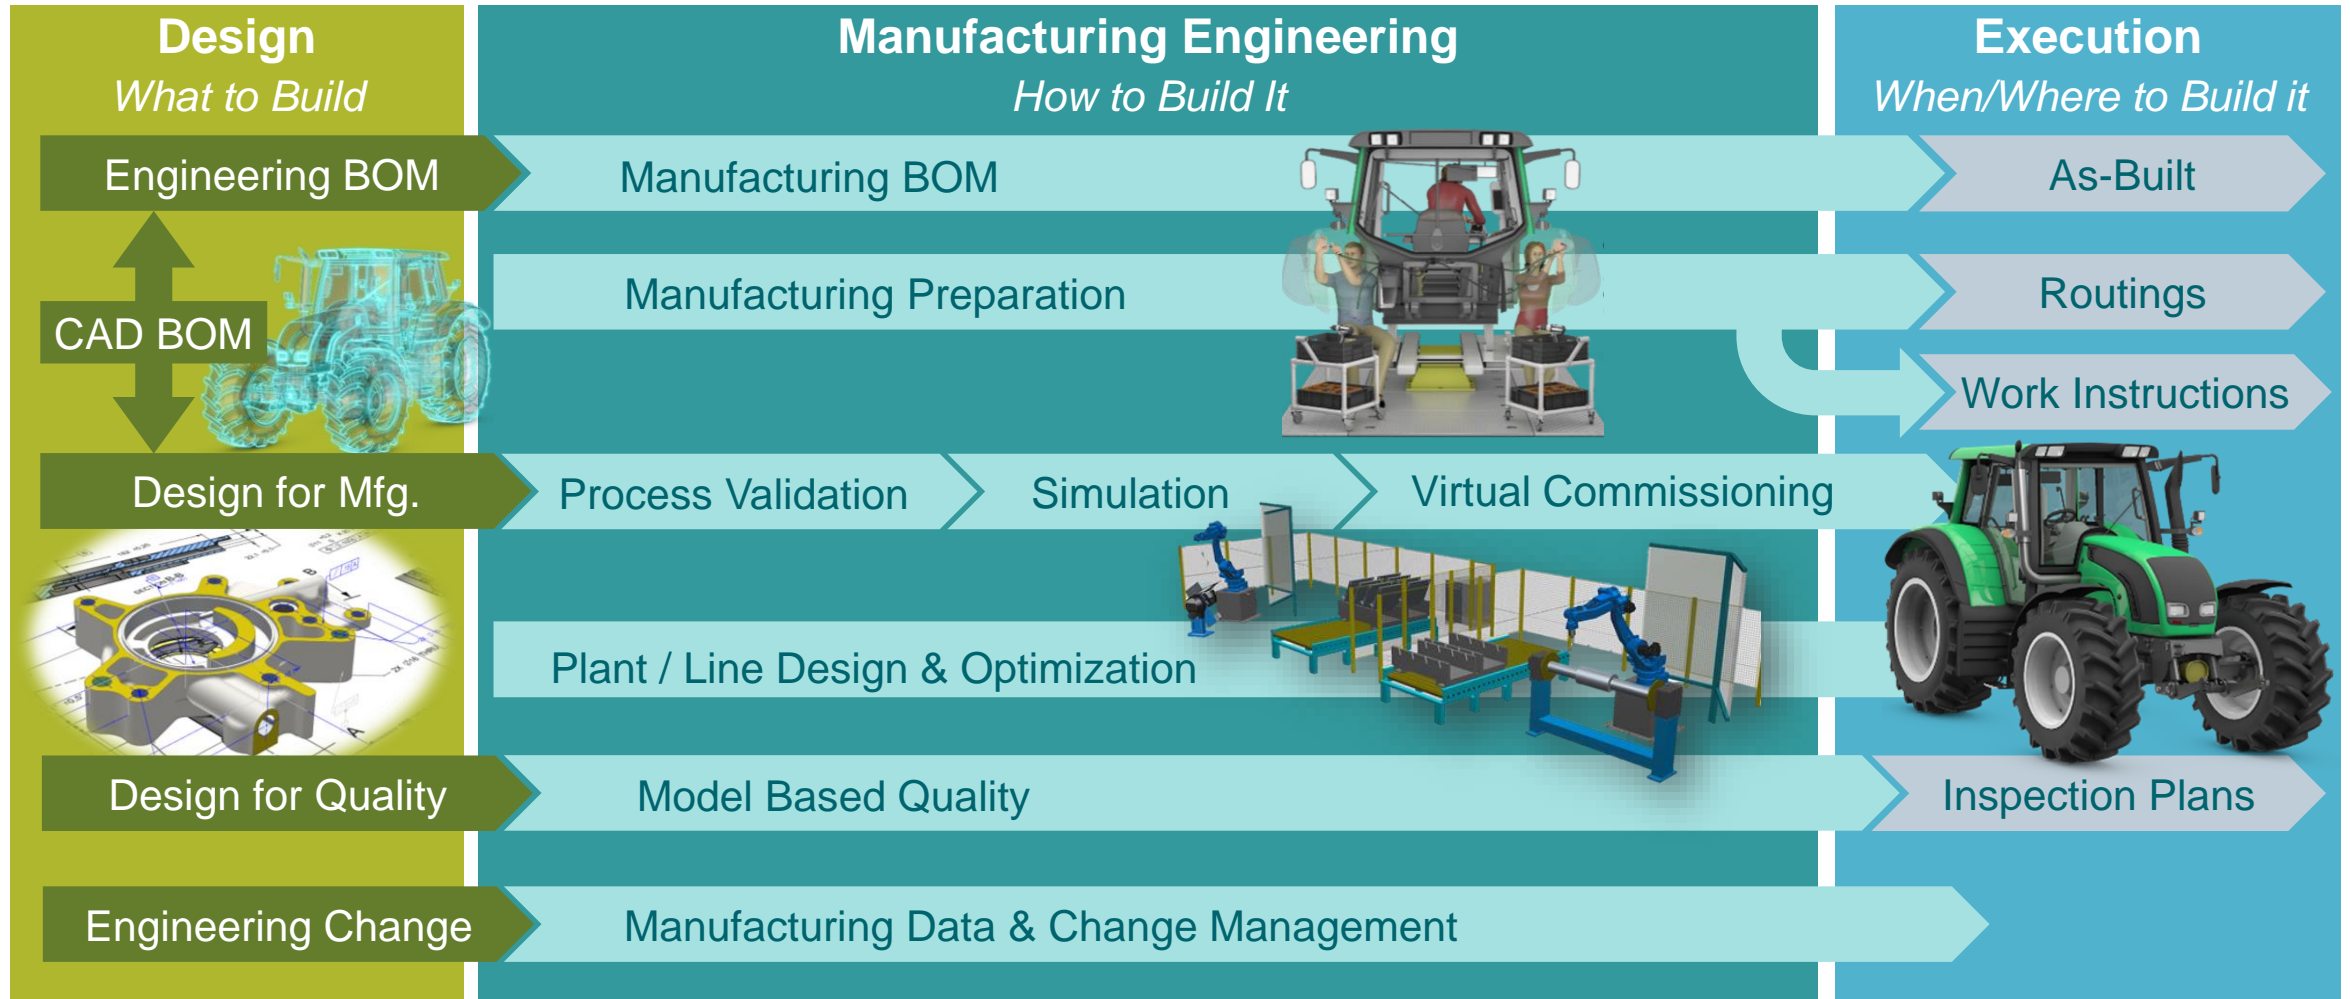 Design
What to Build
Manufacturing Engineering
How to Build It
Execution
When/Where to Build it
Engineering BOM
Manufacturing BOM
As-Built
Manufacturing Preparation
Routings
CAD BOM
Work Instructions
Design for Mfg.
Process Validation
Simulation
Virtual Commissioning
Plant / Line Design & Optimization
Design for Quality
Model Based Quality
Inspection Plans
Engineering Change
Manufacturing Data & Change Management